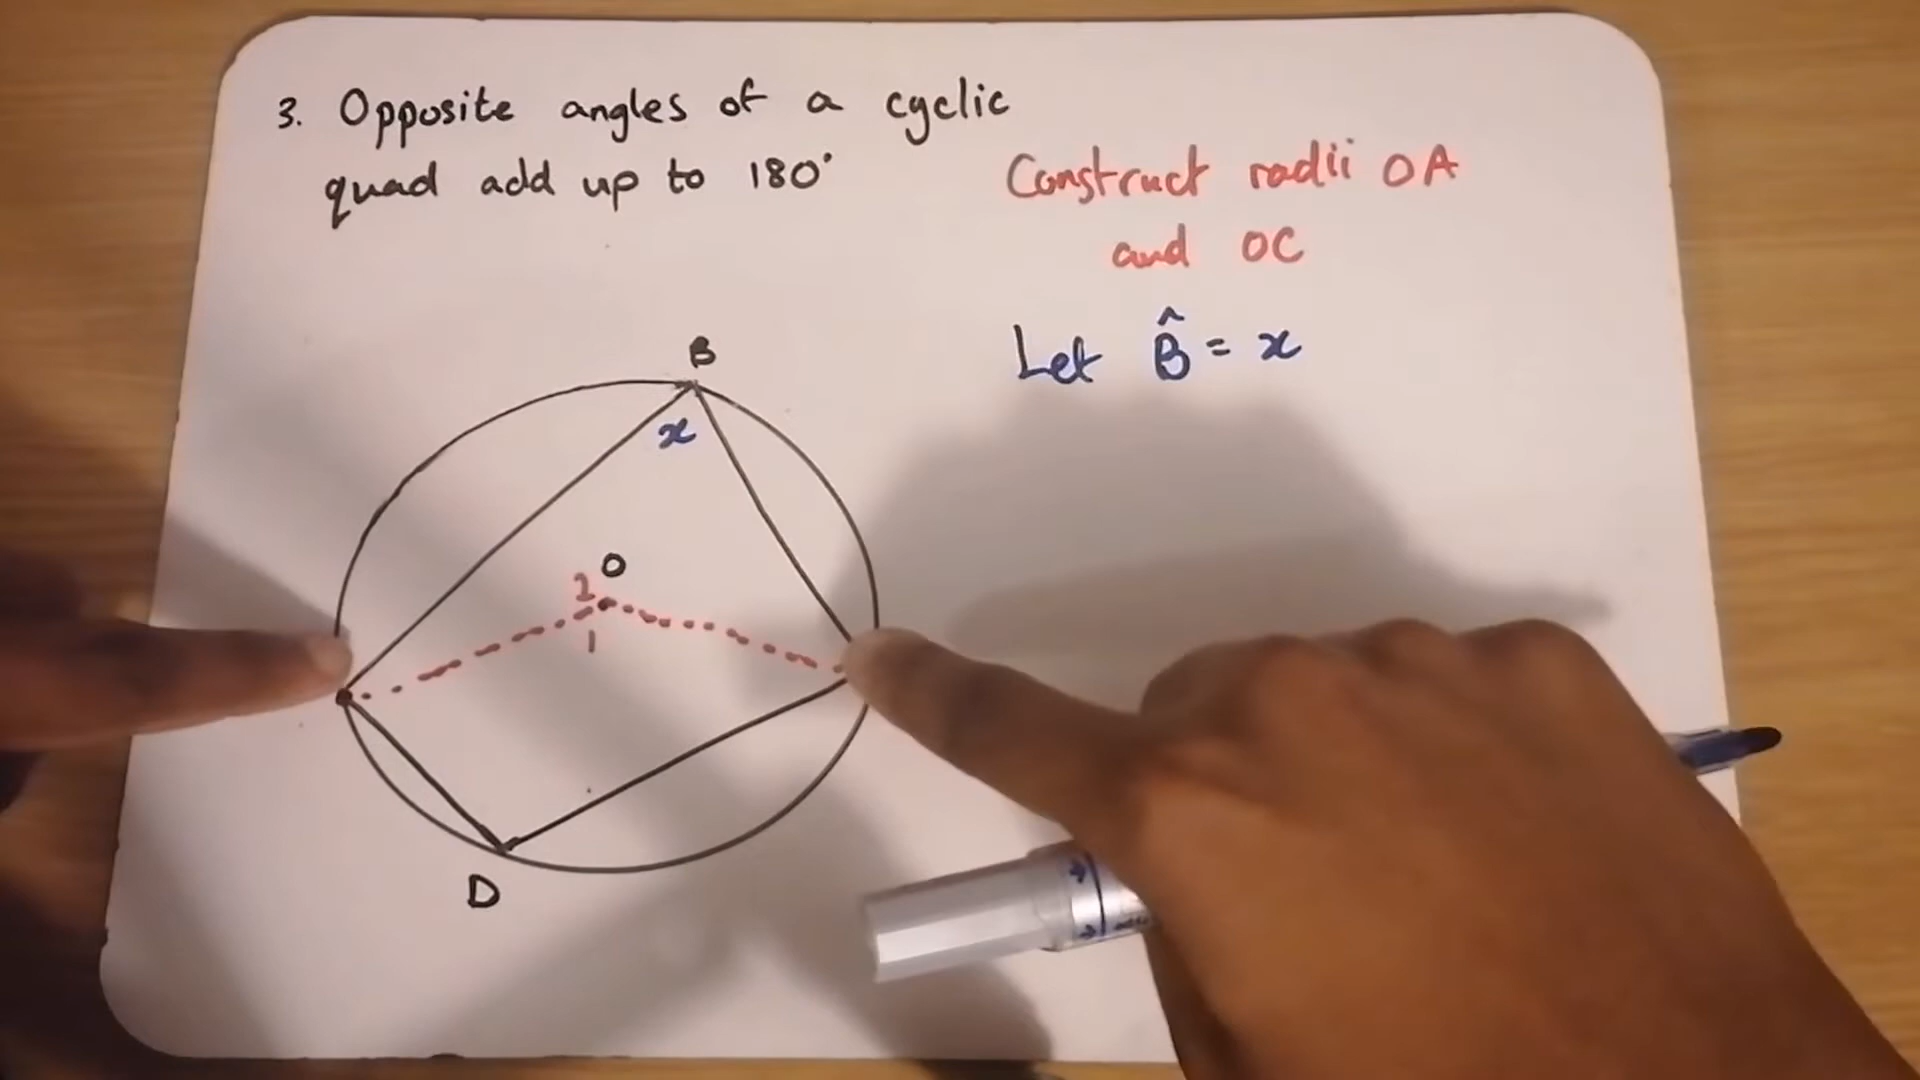 3. Opposite angles of a cyclic
quad add up to 180°
Construct radii OA
and OC
Let B̂ = x
B
x
O
2
1
D